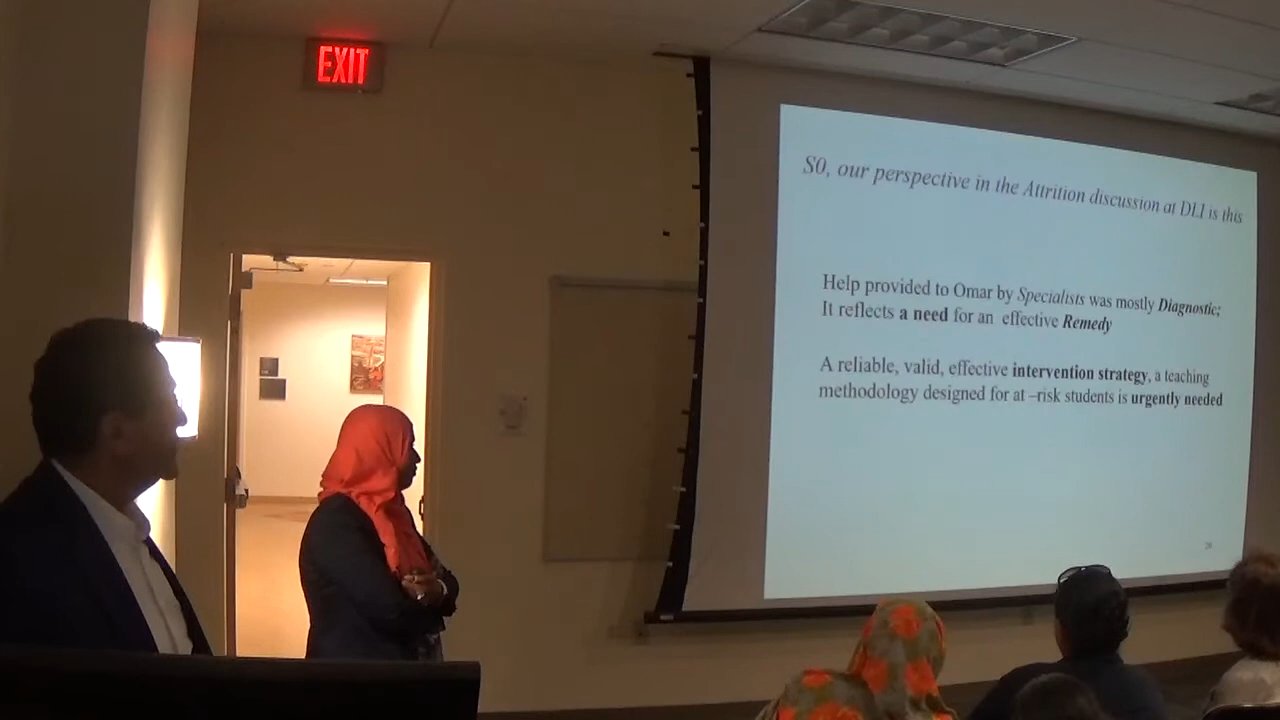 EXIT
S0, our perspective in the Attrition discussion at DLI is this
Help provided to Omar by Specialists was mostly Diagnostic;
It reflects a need for an effective Remedy
A reliable, valid, effective intervention strategy, a teaching
methodology designed for at –risk students is urgently needed